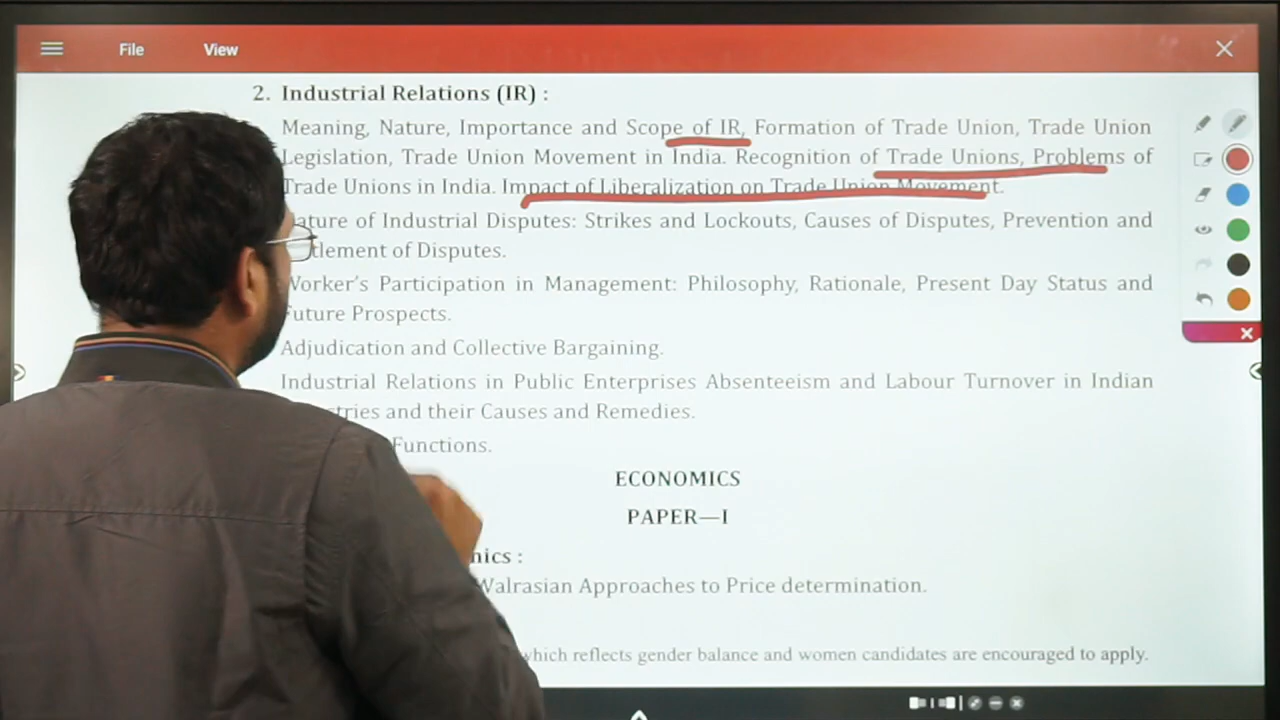 File View
2. Industrial Relations (IR) :
Meaning, Nature, Importance and Scope of IR, Formation of Trade Union, Trade Union
Legislation, Trade Union Movement in India. Recognition of Trade Unions, Problems of
Trade Unions in India. Impact of Liberalization on Trade Union Movement.
of Industrial Disputes: Strikes and Lockouts, Causes of Disputes, Prevention and
of Disputes.
Worker's Participation in Management: Philosophy, Rationale, Present Day Status and
Future Prospects.
Adjudication and Collective Bargaining.
Industrial Relations in Public Enterprises Absenteeism and Labour Turnover in Indian
and their Causes and Remedies.
Functions.
ECONOMICS
PAPER—I
:
Walrasian Approaches to Price determination.
which reflects gender balance and women candidates are encouraged to apply.